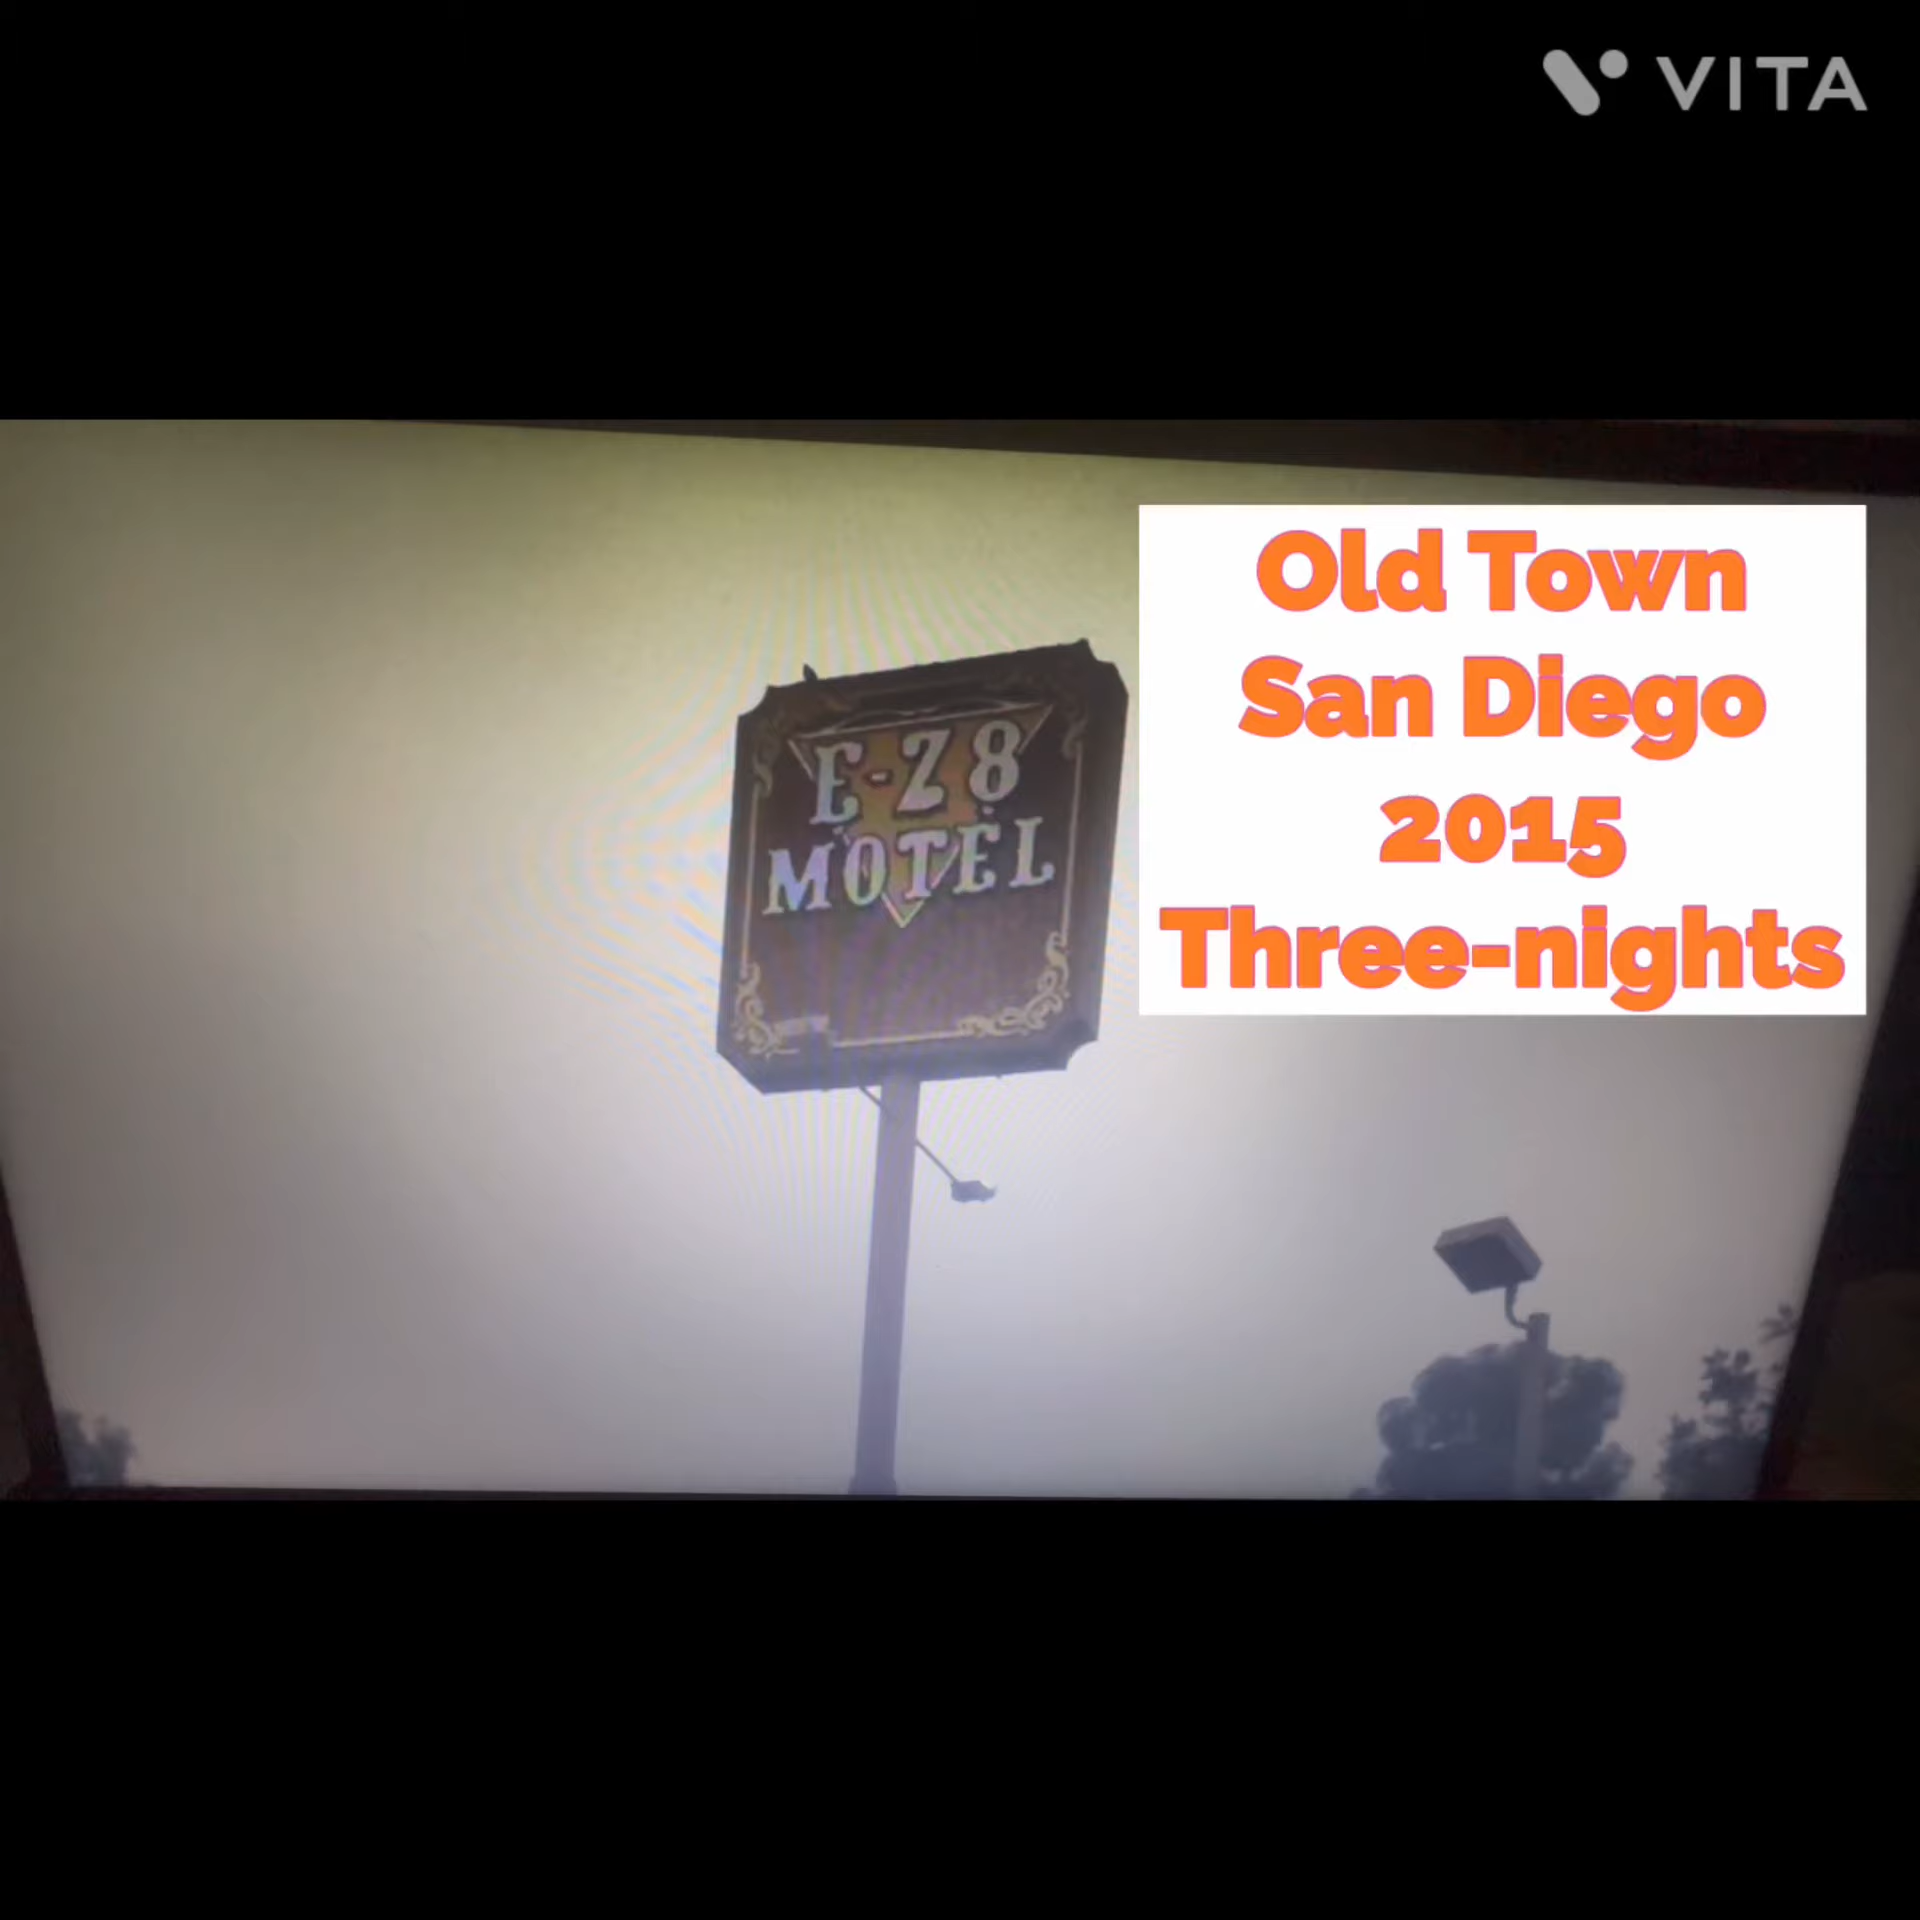 VITA
Old Town
San Diego
2015
Three-nights
E-Z 8
MOTEL